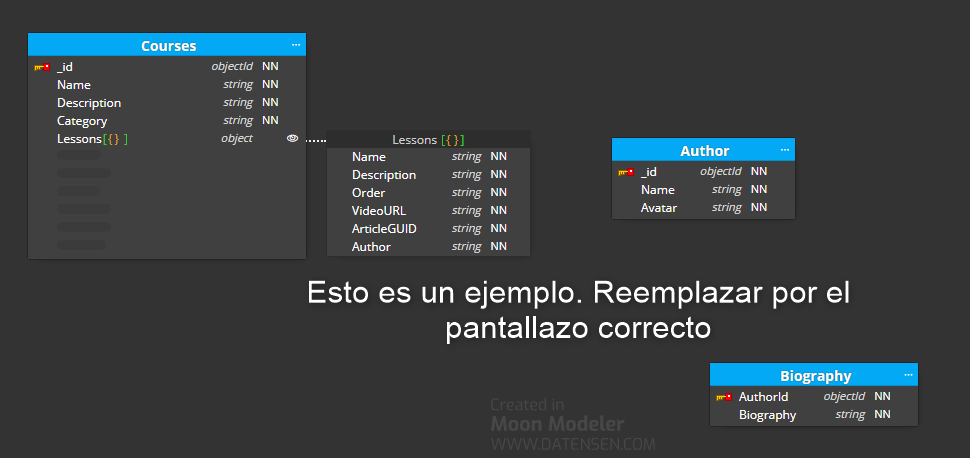 Courses ...
_id objectId NN
Name string NN
Description string NN
Category string NN
Lessons[{} ] object
Lessons [{ }]
Name string NN
Description string NN
Order string NN
VideoURL string NN
ArticleGUID string NN
Author string NN
Author ...
_id objectId NN
Name string NN
Avatar string NN
Esto es un ejemplo. Reemplazar por el
pantallazo correcto
Biography ...
AuthorId objectId NN
Biography string NN
Created in
Moon Modeler
WWW.DATENSEN.COM